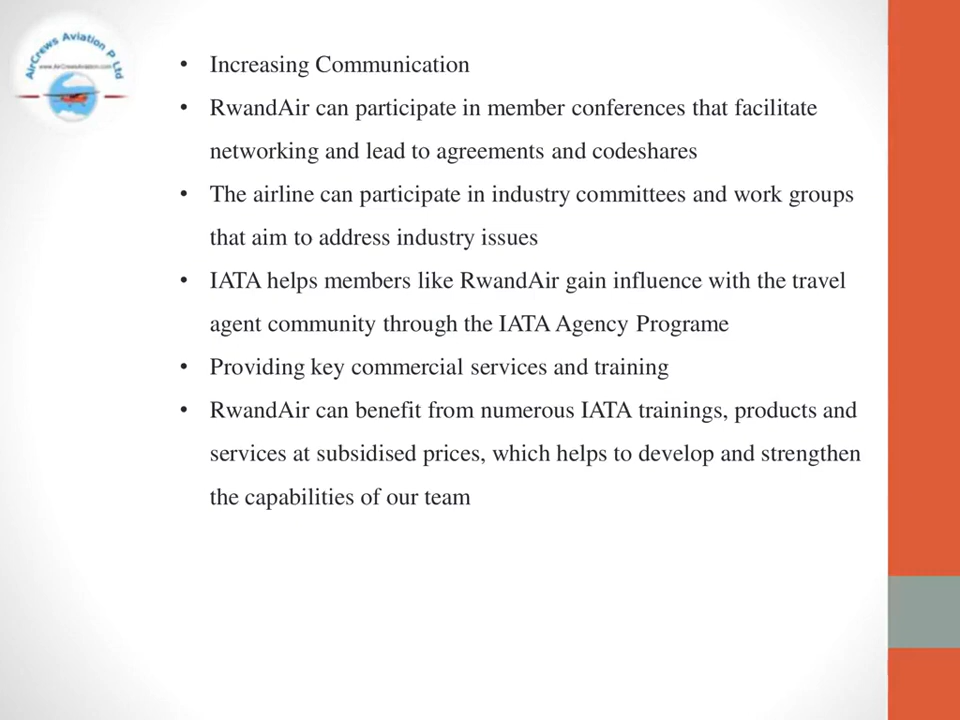 AirCrews Aviation P Ltd
www.AirCrewsAviation.com
• Increasing Communication
• RwandAir can participate in member conferences that facilitate
networking and lead to agreements and codeshares
• The airline can participate in industry committees and work groups
that aim to address industry issues
• IATA helps members like RwandAir gain influence with the travel
agent community through the IATA Agency Programe
• Providing key commercial services and training
• RwandAir can benefit from numerous IATA trainings, products and
services at subsidised prices, which helps to develop and strengthen
the capabilities of our team